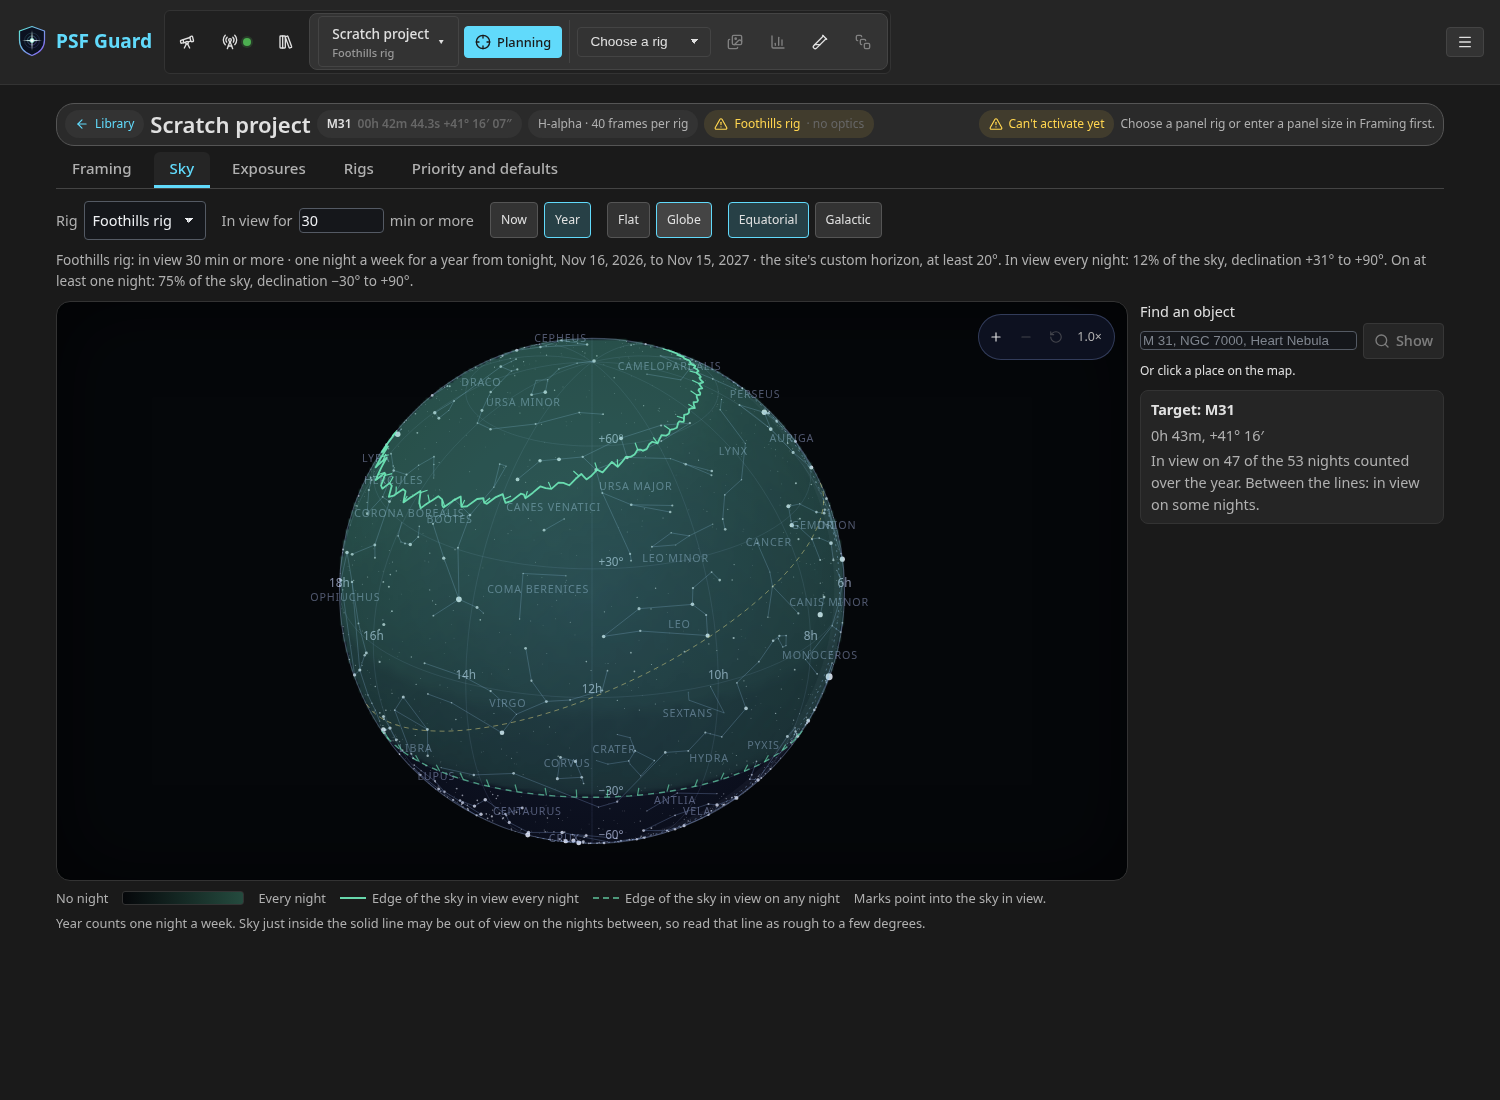 PSF Guard
Scratch project
Foothills rig
Planning
Choose a rig
Library
Scratch project
M31 00h 42m 44.3s +41° 16′ 07″
H-alpha · 40 frames per rig
Foothills rig · no optics
Can't activate yet
Choose a panel rig or enter a panel size in Framing first.
Framing
Sky
Exposures
Rigs
Priority and defaults
Rig
Foothills rig
In view for 30 min or more
Now
Year
Flat
Globe
Equatorial
Galactic
Foothills rig: in view 30 min or more · one night a week for a year from tonight, Nov 16, 2026, to Nov 15, 2027 · the site's custom horizon, at least 20°. In view every night: 12% of the sky, declination +31° to +90°. On at
least one night: 75% of the sky, declination −30° to +90°.
1.0×
CEPHEUS
CAMELOPARDALIS
DRACO
URSA MINOR
PERSEUS
+60°
AURIGA
LYNX
HERCULES
URSA MAJOR
CANES VENATICI
CORONA BOREALIS
BOÖTES
GEMINI
ORION
CANCER
+30°
LEO MINOR
18h
6h
COMA BERENICES
OPHIUCHUS
CANIS MINOR
LEO
16h
8h
MONOCEROS
14h
10h
12h
VIRGO
SEXTANS
LIBRA
CRATER
PYXIS
CORVUS
HYDRA
LUPUS
−30°
ANTLIA
CENTAURUS
VELA
−60°
CRUX
Find an object
M 31, NGC 7000, Heart Nebula
Show
Or click a place on the map.
Target: M31
0h 43m, +41° 16′
In view on 47 of the 53 nights counted
over the year. Between the lines: in view
on some nights.
No night
Every night
Edge of the sky in view every night
Edge of the sky in view on any night
Marks point into the sky in view.
Year counts one night a week. Sky just inside the solid line may be out of view on the nights between, so read that line as rough to a few degrees.